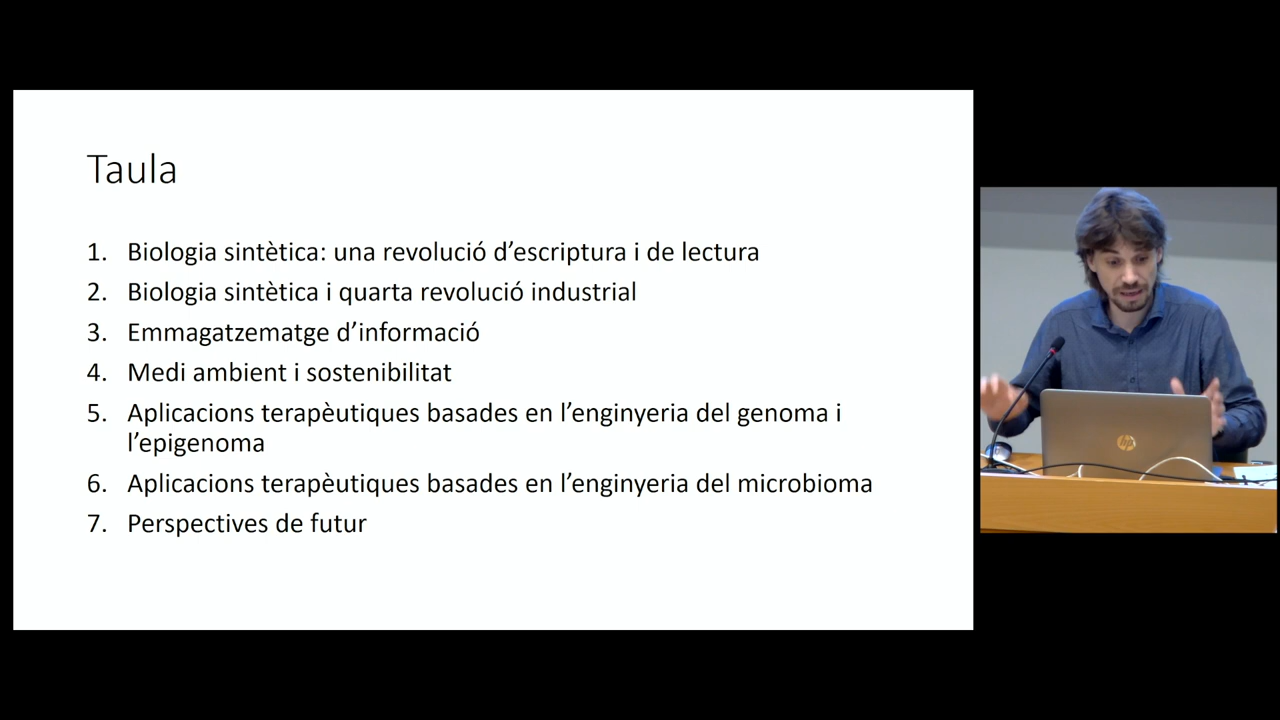 Taula
1. Biologia sintètica: una revolució d’escriptura i de lectura
2. Biologia sintètica i quarta revolució industrial
3. Emmagatzematge d’informació
4. Medi ambient i sostenibilitat
5. Aplicacions terapèutiques basades en l’enginyeria del genoma i
l’epigenoma
6. Aplicacions terapèutiques basades en l’enginyeria del microbioma
7. Perspectives de futur
hp